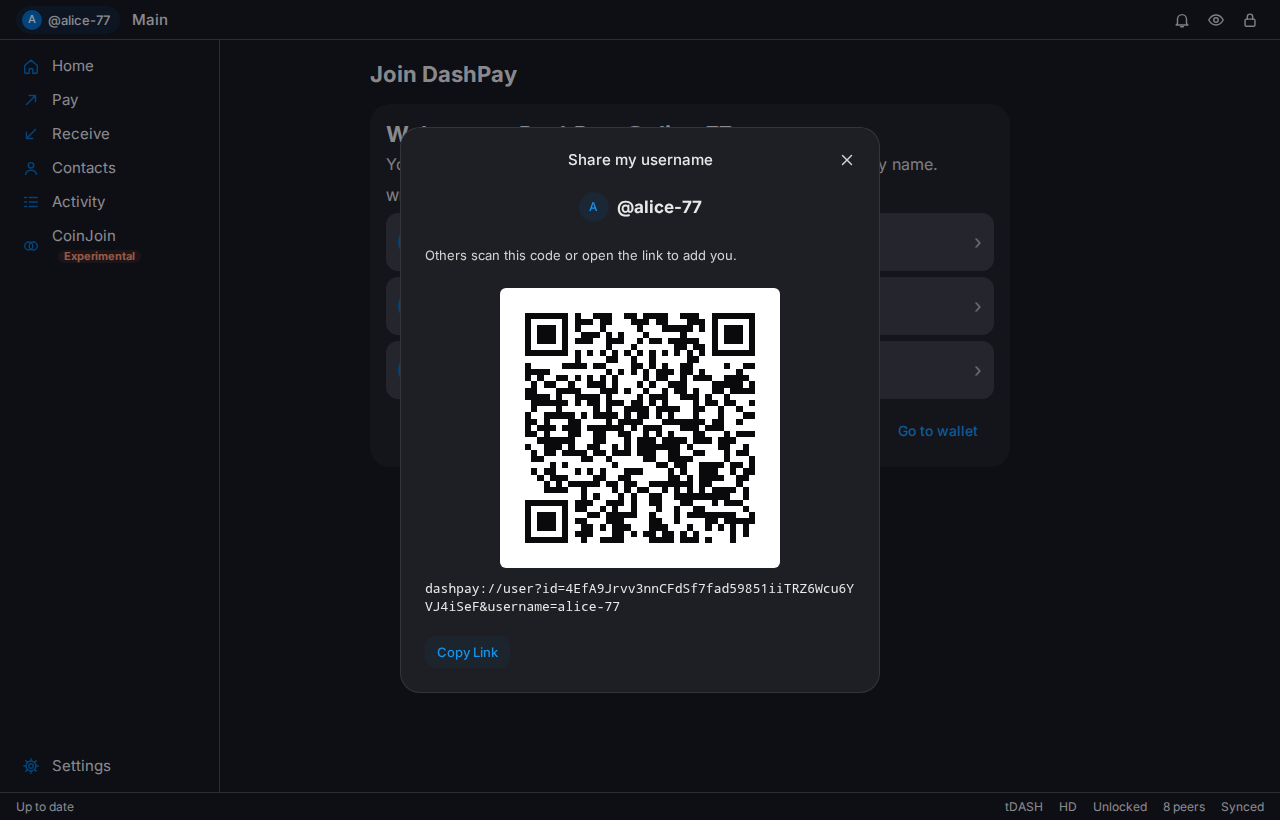 A @alice-77 Main
Home
Pay
Receive
Contacts
Activity
CoinJoin
Experimental
Settings
Join DashPay
y name.
Go to wallet
Share my username
A @alice-77
Others scan this code or open the link to add you.
dashpay://user?id=4EfA9Jrvv3nnCFdSf7fad59851iiTRZ6Wcu6Y
VJ4iSeF&username=alice-77
Copy Link
Up to date
tDASH HD Unlocked 8 peers Synced